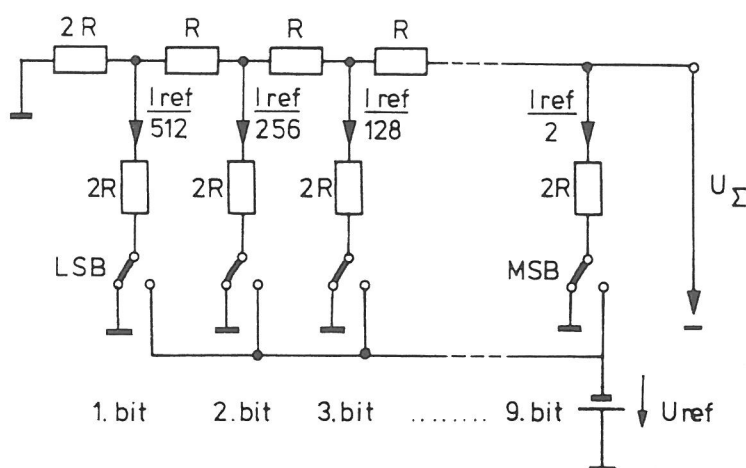 2R R R R
Iref Iref Iref Iref
512 256 128 2
2R 2R 2R 2R
U Σ
LSB MSB
1. bit 2. bit 3. bit ........ 9. bit Uref